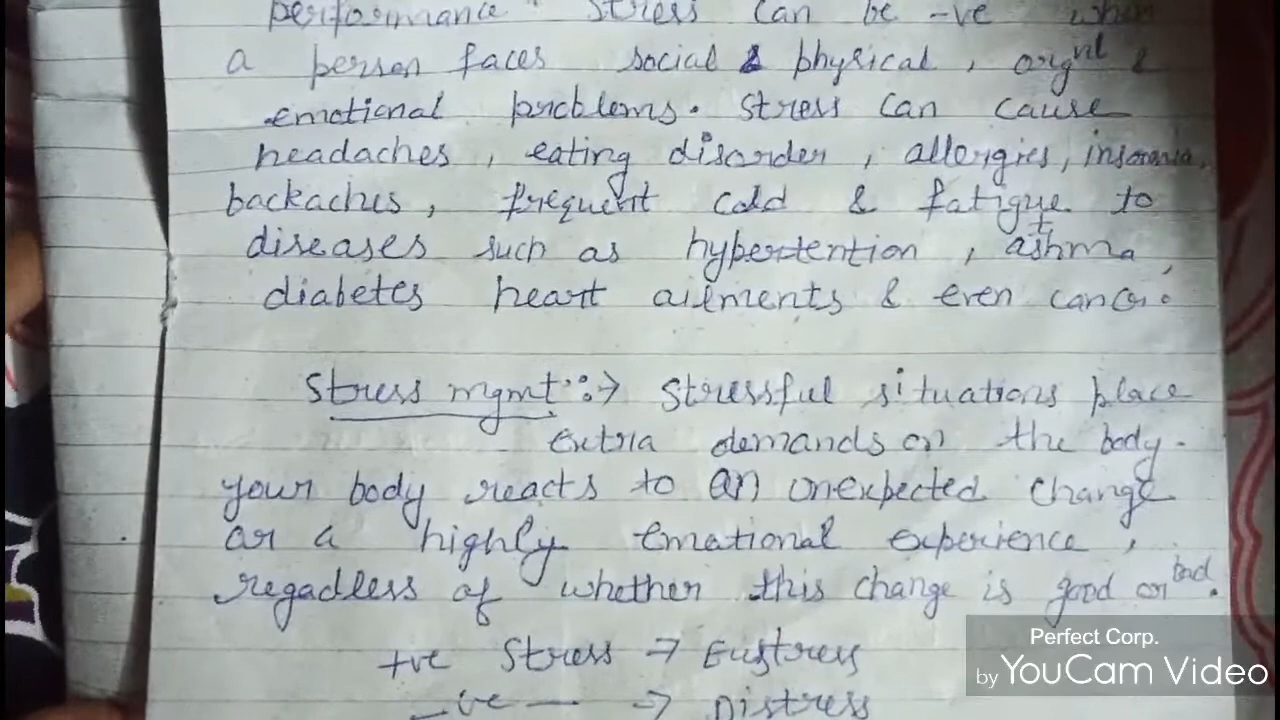 performance. Stress can be -ve when
a person faces social & physical, orgnl &
emotional problems. Stress can cause
headaches, eating disorder, allergies, insomnia,
backaches, frequent cold & fatigue to
diseases such as hypertention, asthma,
diabetes heart ailments & even cancer.
Stress mgmt ::→ Stressful situations place
extra demands on the body.
your body reacts to an unexpected change
or a highly emotional experience,
regadless of whether this change is good or bad.
+ve Stress → Eustress
-ve — → Distress
Perfect Corp.
by YouCam Video